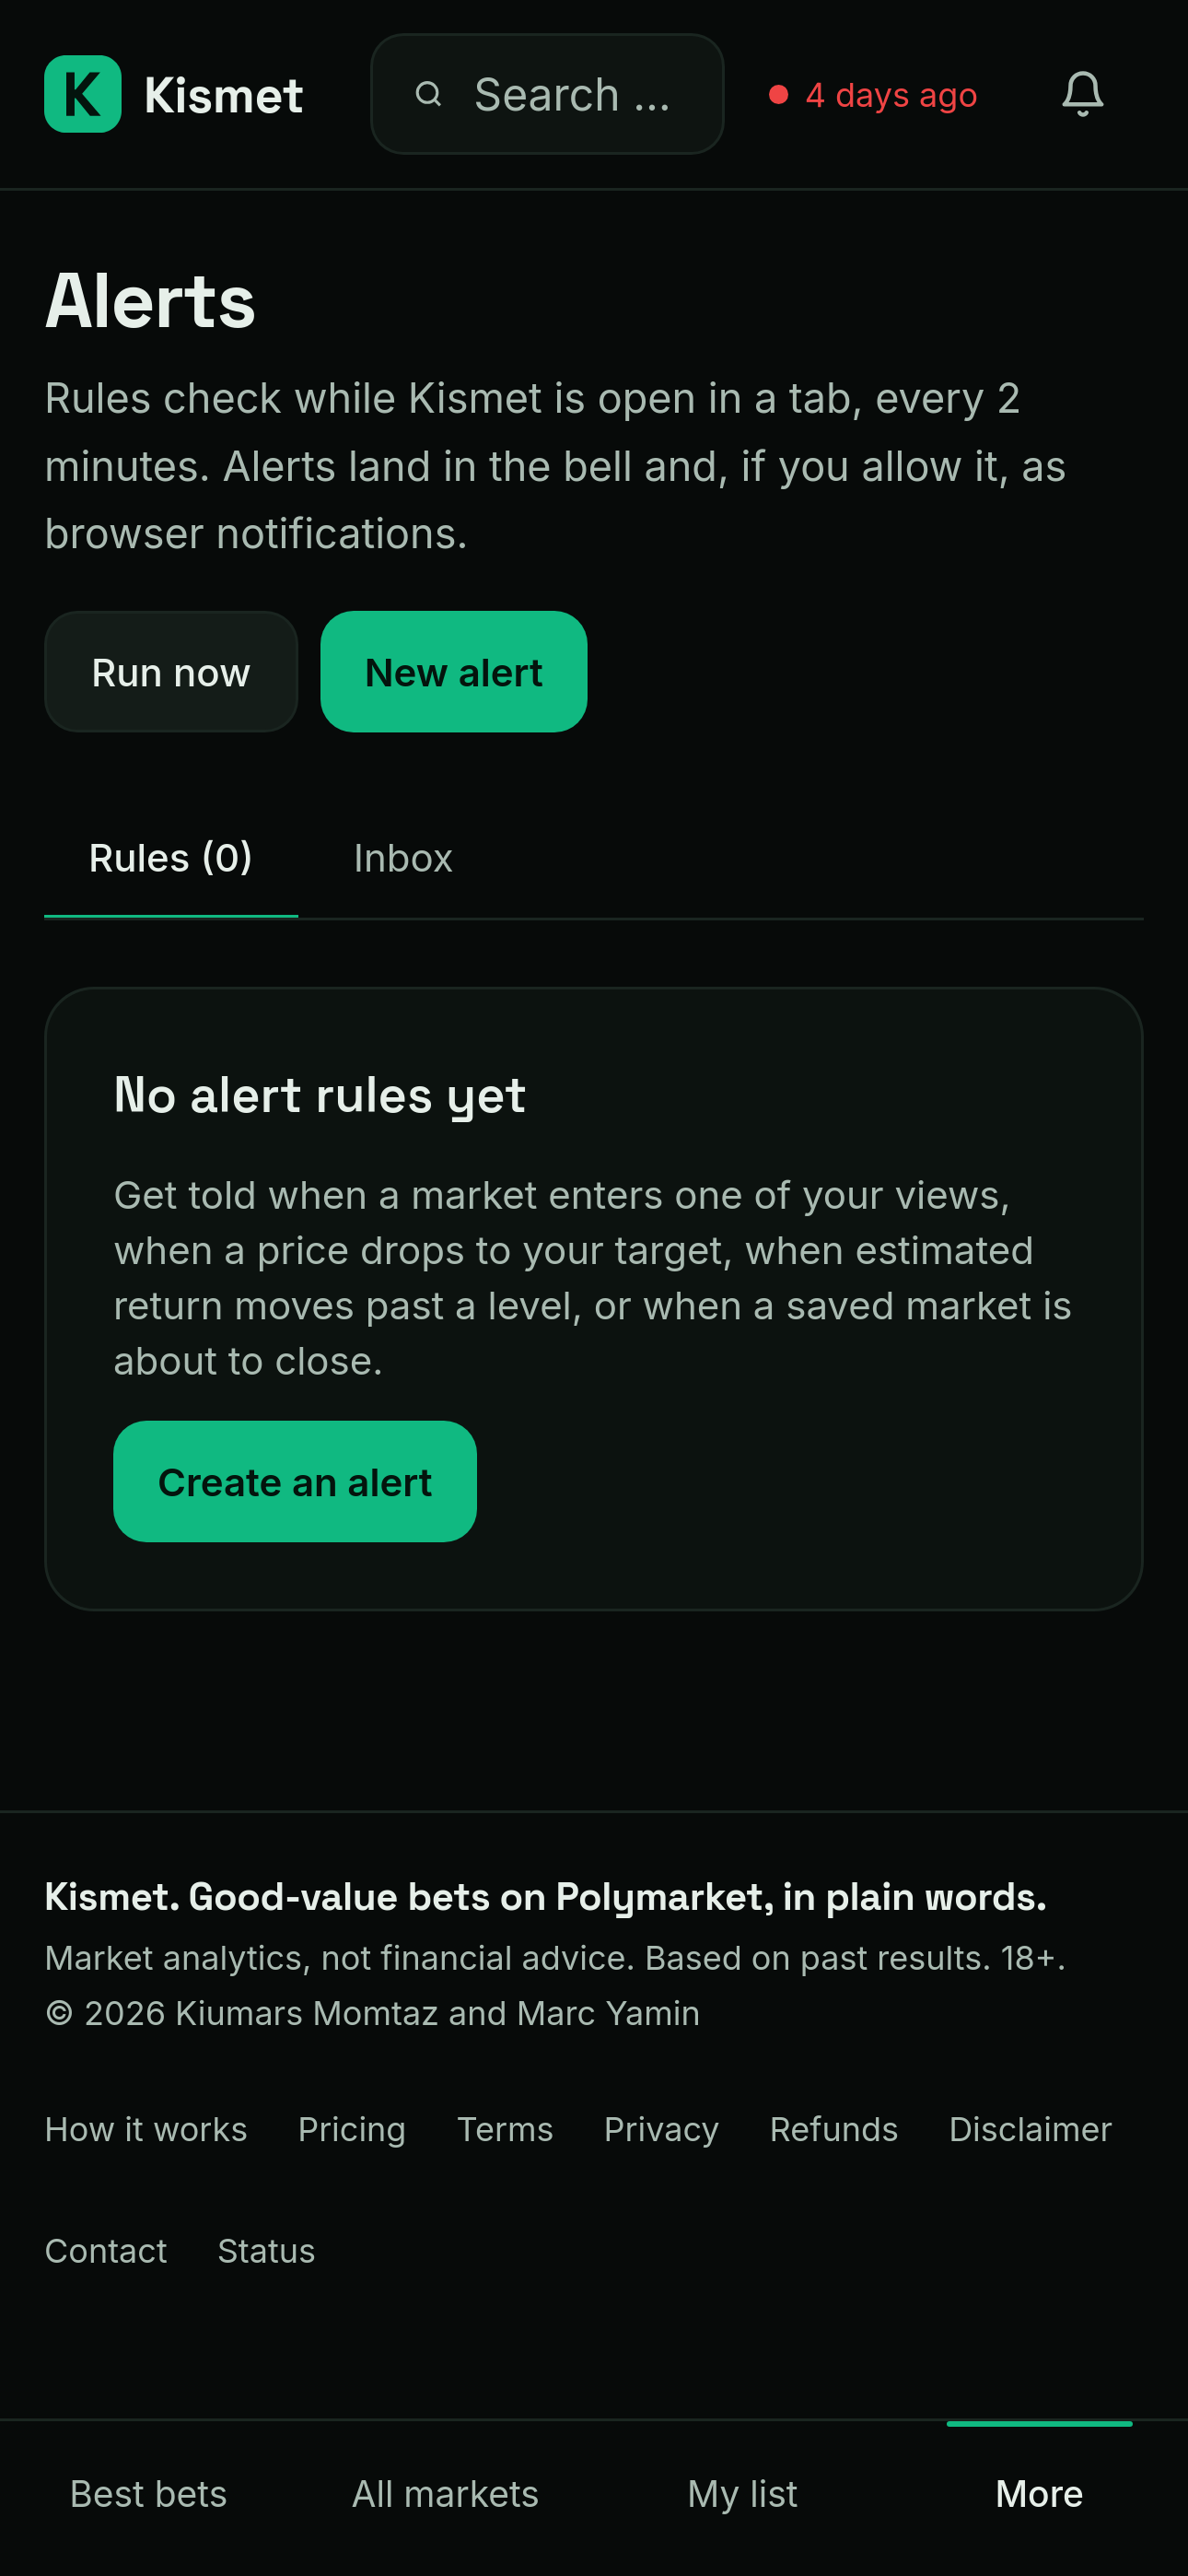 K Kismet
Search ...
4 days ago
Alerts
Rules check while Kismet is open in a tab, every 2
minutes. Alerts land in the bell and, if you allow it, as
browser notifications.
Run now
New alert
Rules (0)
Inbox
No alert rules yet
Get told when a market enters one of your views,
when a price drops to your target, when estimated
return moves past a level, or when a saved market is
about to close.
Create an alert
Kismet. Good-value bets on Polymarket, in plain words.
Market analytics, not financial advice. Based on past results. 18+.
© 2026 Kiumars Momtaz and Marc Yamin
How it works Pricing Terms Privacy Refunds Disclaimer
Contact Status
Best bets All markets My list More